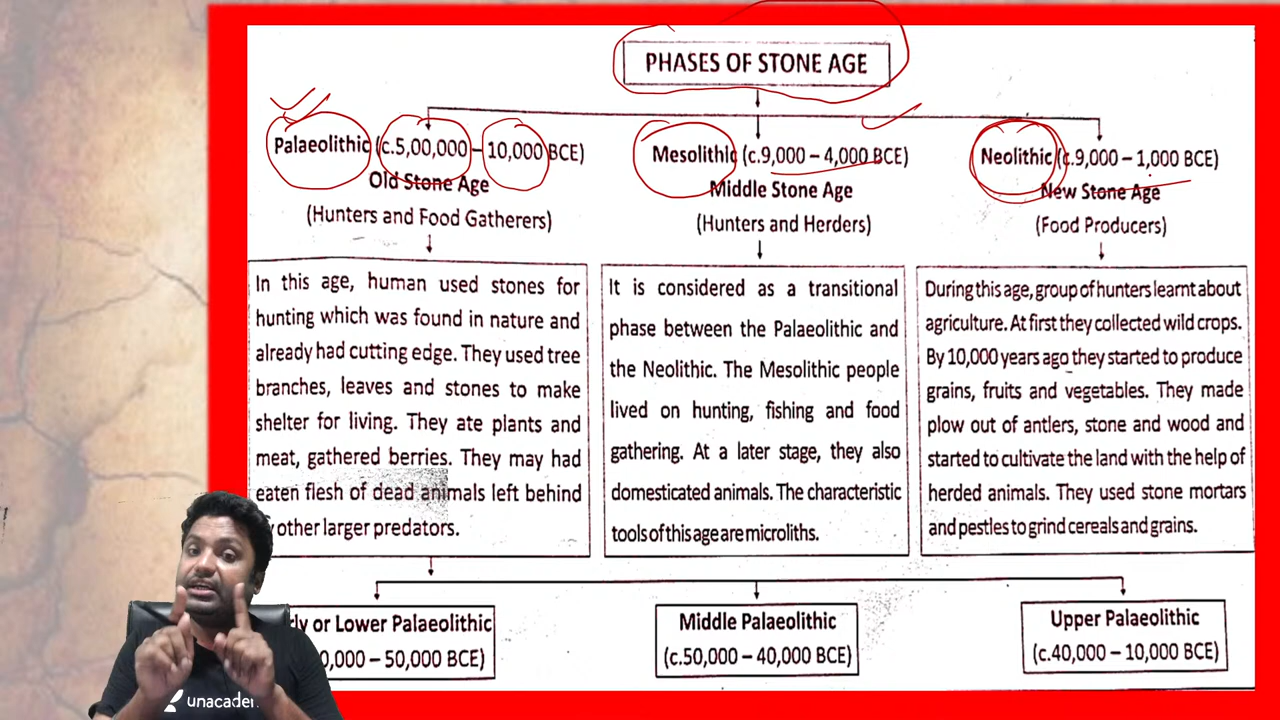 PHASES OF STONE AGE
Palaeolithic (c.5,00,000 – 10,000 BCE)
Old Stone Age
(Hunters and Food Gatherers)
In this age, human used stones for
hunting which was found in nature and
already had cutting edge. They used tree
branches, leaves and stones to make
shelter for living. They ate plants and
meat, gathered berries. They may had
eaten flesh of dead animals left behind
other larger predators.
Mesolithic (c.9,000 – 4,000 BCE)
Middle Stone Age
(Hunters and Herders)
It is considered as a transitional
phase between the Palaeolithic and
the Neolithic. The Mesolithic people
lived on hunting, fishing and food
gathering. At a later stage, they also
domesticated animals. The characteristic
tools of this age are microliths.
Neolithic (c.9,000 – 1,000 BCE)
New Stone Age
(Food Producers)
During this age, group of hunters learnt about
agriculture. At first they collected wild crops.
By 10,000 years ago they started to produce
grains, fruits and vegetables. They made
plow out of antlers, stone and wood and
started to cultivate the land with the help of
herded animals. They used stone mortars
and pestles to grind cereals and grains.
or Lower Palaeolithic
– 50,000 BCE)
Middle Palaeolithic
(c.50,000 – 40,000 BCE)
Upper Palaeolithic
(c.40,000 – 10,000 BCE)